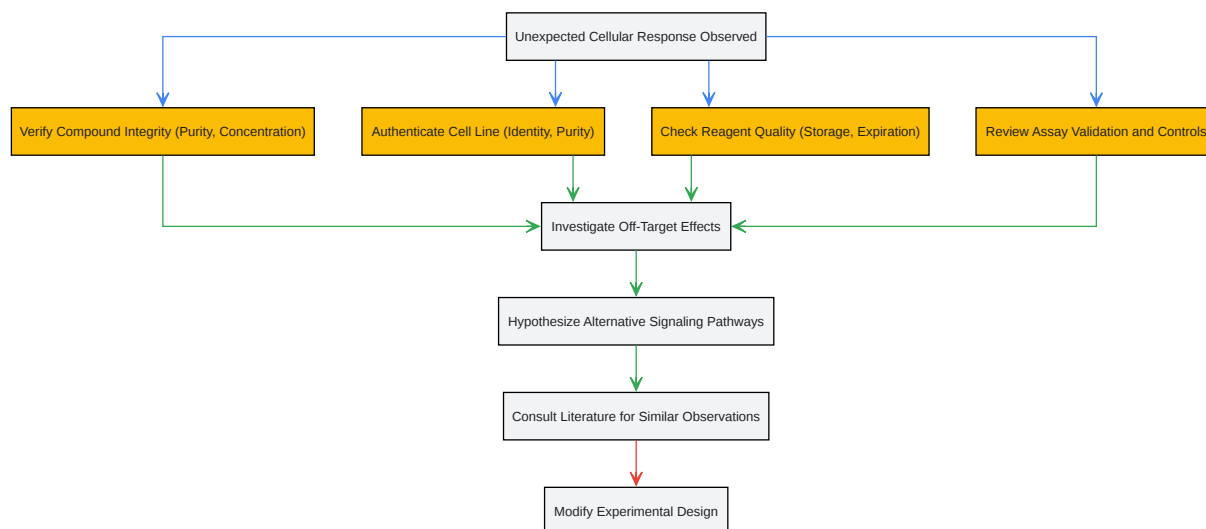 Unexpected Cellular Response Observed
Verify Compound Integrity (Purity, Concentration)
Authenticate Cell Line (Identity, Purity)
Check Reagent Quality (Storage, Expiration)
Review Assay Validation and Controls
Investigate Off-Target Effects
Hypothesize Alternative Signaling Pathways
Consult Literature for Similar Observations
Modify Experimental Design